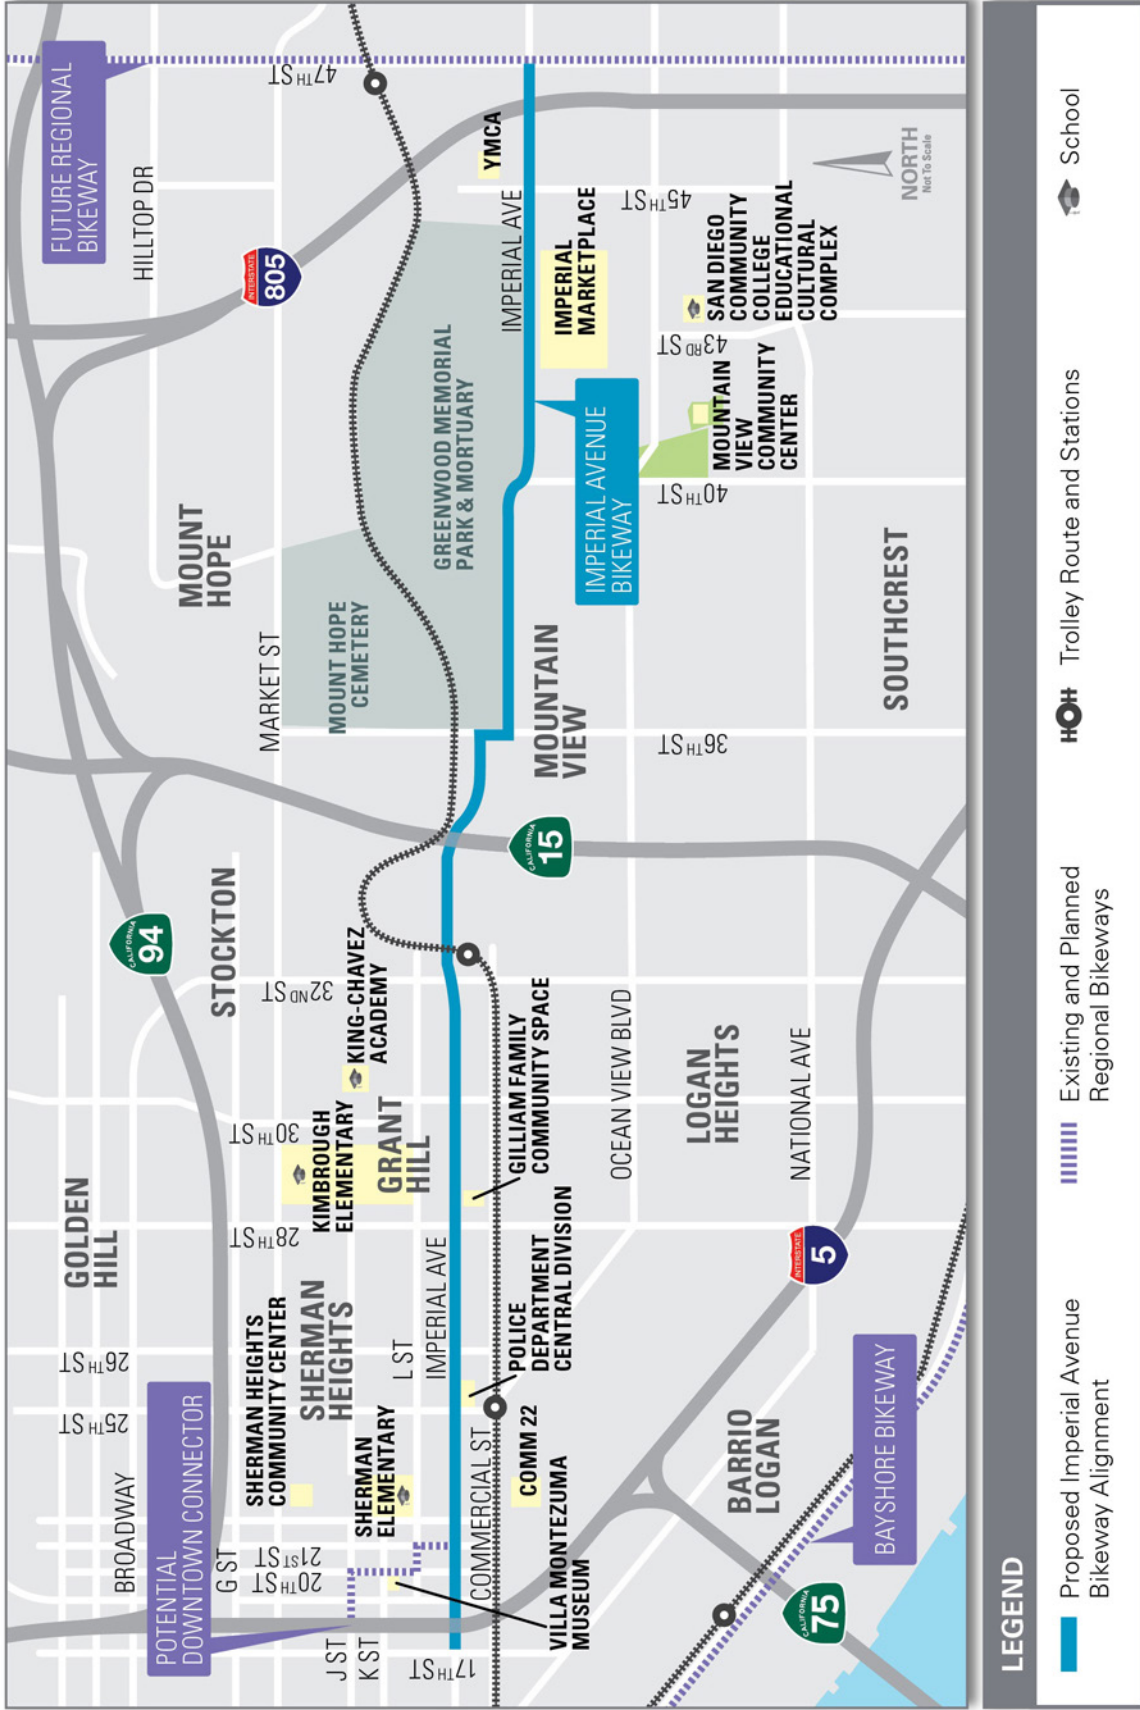 FUTURE REGIONAL
BIKEWAY
HILLTOP DR
47TH ST
INTERSTATE
805
YMCA
IMPERIAL AVE
IMPERIAL
MARKETPLACE
45TH ST
SAN DIEGO
COMMUNITY
COLLEGE
EDUCATIONAL
CULTURAL
COMPLEX
NORTH
Not To Scale
43RD ST
MOUNTAIN
VIEW
COMMUNITY
CENTER
40TH ST
IMPERIAL AVENUE
BIKEWAY
GREENWOOD MEMORIAL
PARK & MORTUARY
MOUNT
HOPE
MOUNT HOPE
CEMETERY
MARKET ST
MOUNTAIN
VIEW
36TH ST
SOUTHCREST
CALIFORNIA
15
CALIFORNIA
94
STOCKTON
32ND ST
KING-CHAVEZ
ACADEMY
GILLIAM FAMILY
COMMUNITY SPACE
OCEAN VIEW BLVD
LOGAN
HEIGHTS
NATIONAL AVE
GOLDEN
HILL
30TH ST
KIMBROUGH
ELEMENTARY
GRANT
HILL
28TH ST
26TH ST
25TH ST
SHERMAN HEIGHTS
COMMUNITY CENTER
SHERMAN
HEIGHTS
L ST
IMPERIAL AVE
POLICE
DEPARTMENT
CENTRAL DIVISION
INTERSTATE
5
BROADWAY
POTENTIAL
DOWNTOWN CONNECTOR
G ST
21ST ST
20TH ST
SHERMAN
ELEMENTARY
COMMERCIAL ST
COMM 22
VILLA MONTEZUMA
MUSEUM
J ST
K ST
17TH ST
BARRIO
LOGAN
BAYSHORE BIKEWAY
CALIFORNIA
75
LEGEND
Proposed Imperial Avenue
Bikeway Alignment
Existing and Planned
Regional Bikeways
Trolley Route and Stations
School